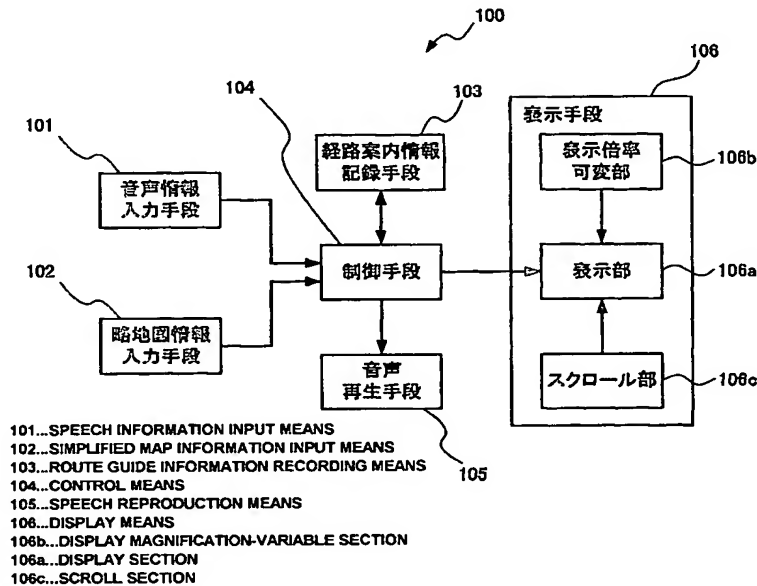 100
106
104
103
表示手段
101
経路案内情報
記録手段
表示倍率
可変部
106b
音声情報
入力手段
制御手段
表示部
106a
102
略地図情報
入力手段
音声
再生手段
スクロール部
106c
105
101...SPEECH INFORMATION INPUT MEANS
102...SIMPLIFIED MAP INFORMATION INPUT MEANS
103...ROUTE GUIDE INFORMATION RECORDING MEANS
104...CONTROL MEANS
105...SPEECH REPRODUCTION MEANS
106...DISPLAY MEANS
106b...DISPLAY MAGNIFICATION-VARIABLE SECTION
106a...DISPLAY SECTION
106c...SCROLL SECTION